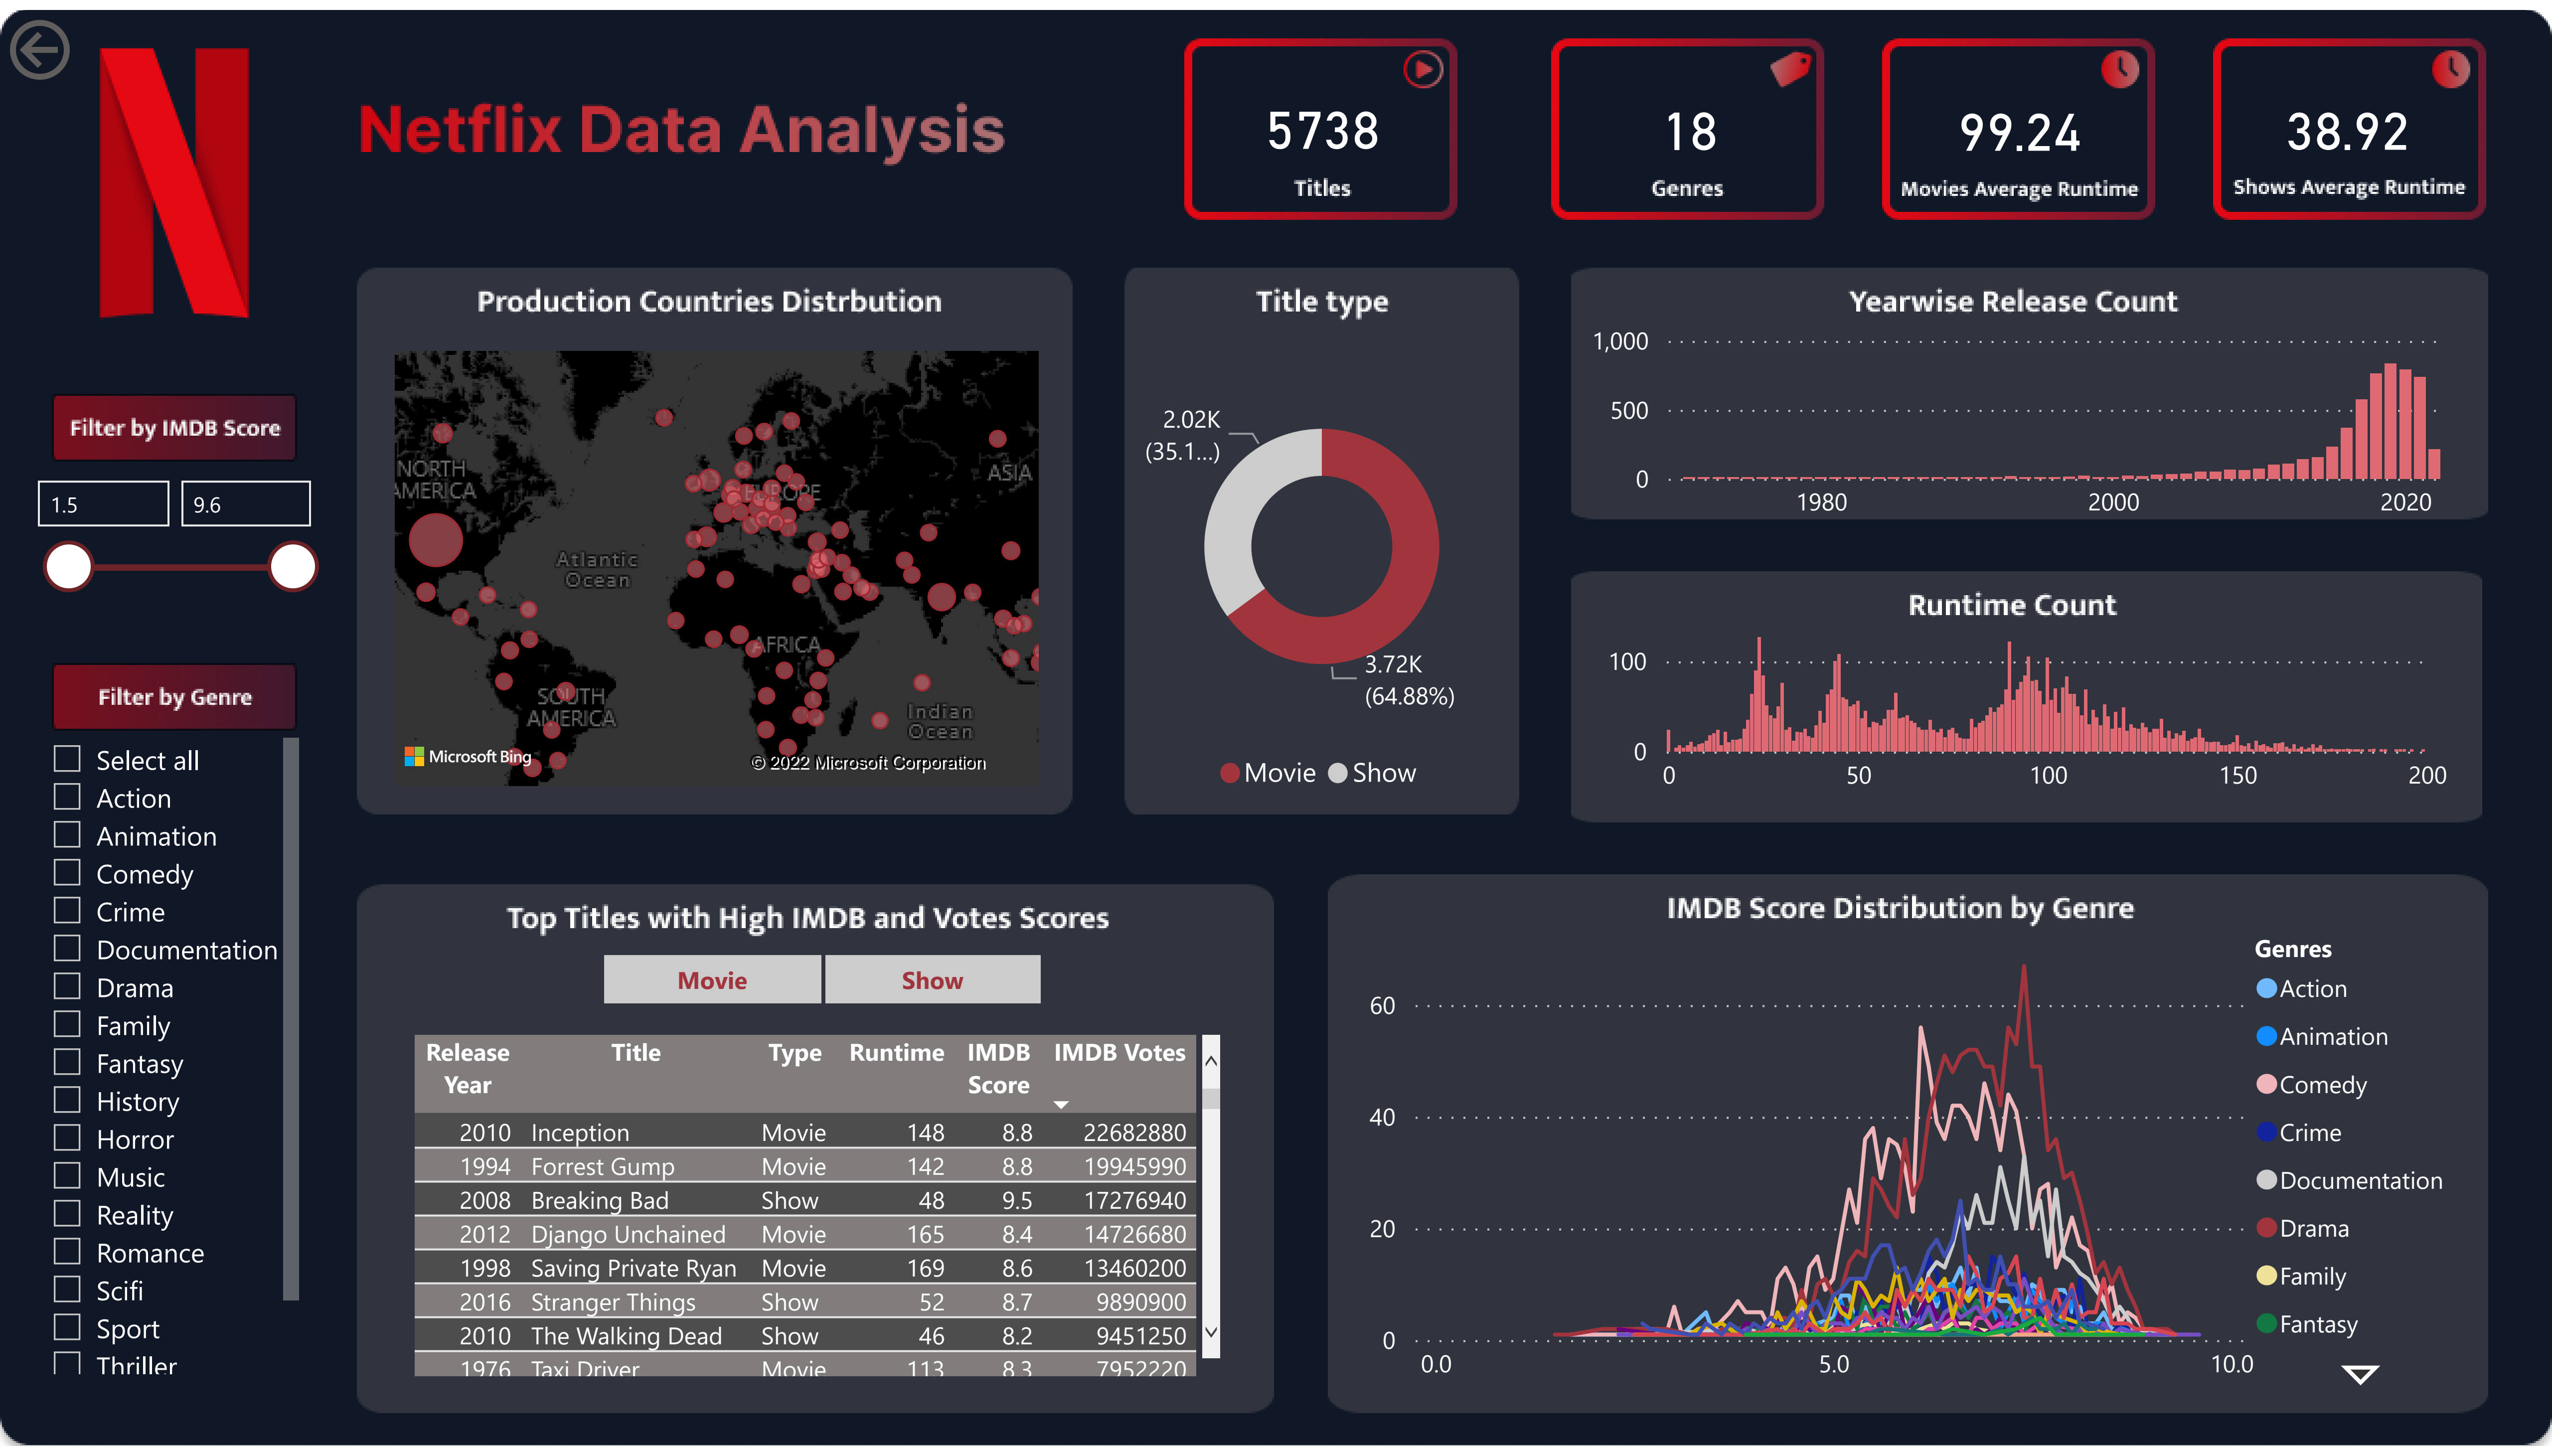 Netflix Data Analysis
5738
Titles
18
Genres
99.24
Movies Average Runtime
38.92
Shows Average Runtime
Filter by IMDB Score
1.5
9.6
Filter by Genre
Select all
Action
Animation
Comedy
Crime
Documentation
Drama
Family
Fantasy
History
Horror
Music
Reality
Romance
Scifi
Sport
Thriller
Production Countries Distrbution
NORTH
AMERICA
EUROPE
ASIA
Atlantic
Ocean
AFRICA
SOUTH
AMERICA
Indian
Ocean
Microsoft Bing
© 2022 Microsoft Corporation
Title type
2.02K
(35.1...)
3.72K
(64.88%)
Movie Show
Yearwise Release Count
1,000
500
0
1980 2000 2020
Runtime Count
100
0
0 50 100 150 200
Top Titles with High IMDB and Votes Scores
Movie Show
Release Title Type Runtime IMDB IMDB Votes
Year Score
2010 Inception Movie 148 8.8 22682880
1994 Forrest Gump Movie 142 8.8 19945990
2008 Breaking Bad Show 48 9.5 17276940
2012 Django Unchained Movie 165 8.4 14726680
1998 Saving Private Ryan Movie 169 8.6 13460200
2016 Stranger Things Show 52 8.7 9890900
2010 The Walking Dead Show 46 8.2 9451250
1976 Taxi Driver Movie 113 8.3 7952220
IMDB Score Distribution by Genre
60
40
20
0
0.0 5.0 10.0
Genres
Action
Animation
Comedy
Crime
Documentation
Drama
Family
Fantasy